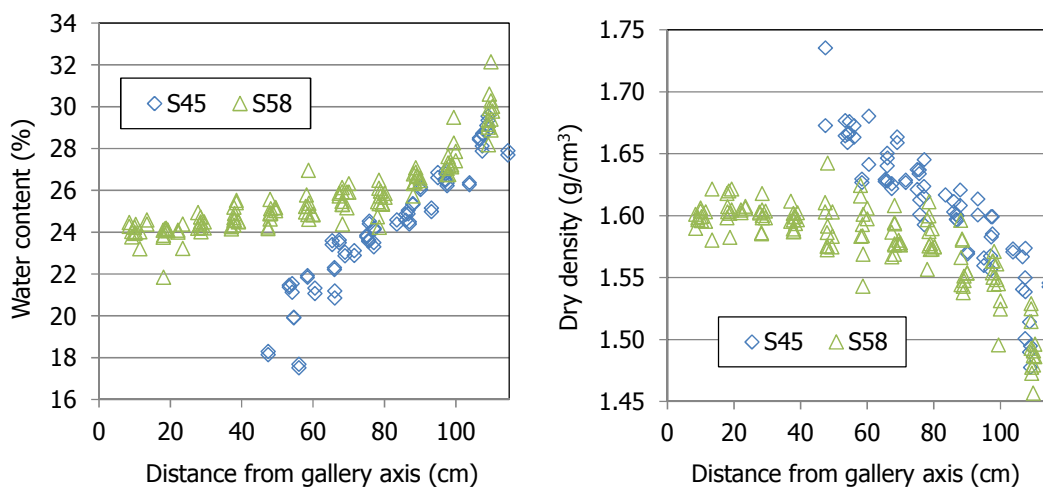 34
32
30
28
26
24
22
20
18
16
Water content (%)
S45 S58
0 20 40 60 80 100
Distance from gallery axis (cm)
1.75
1.70
1.65
1.60
1.55
1.50
1.45
Dry density (g/cm³)
S45 S58
0 20 40 60 80 100
Distance from gallery axis (cm)